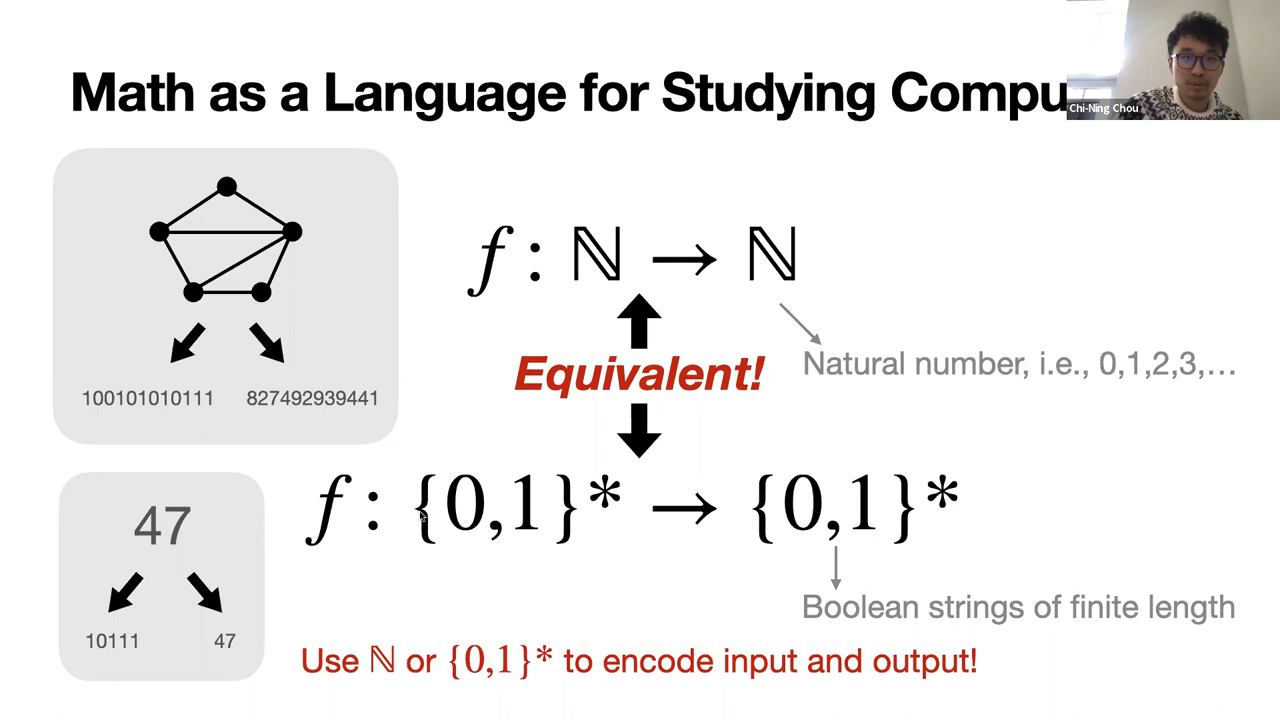 Math as a Language for Studying Compu
Chi-Ning Chou
f : ℕ → ℕ
Equivalent!
Natural number, i.e., 0,1,2,3,…
100101010111 827492939441
f : {0,1}* → {0,1}*
47
Boolean strings of finite length
10111 47
Use ℕ or {0,1}* to encode input and output!